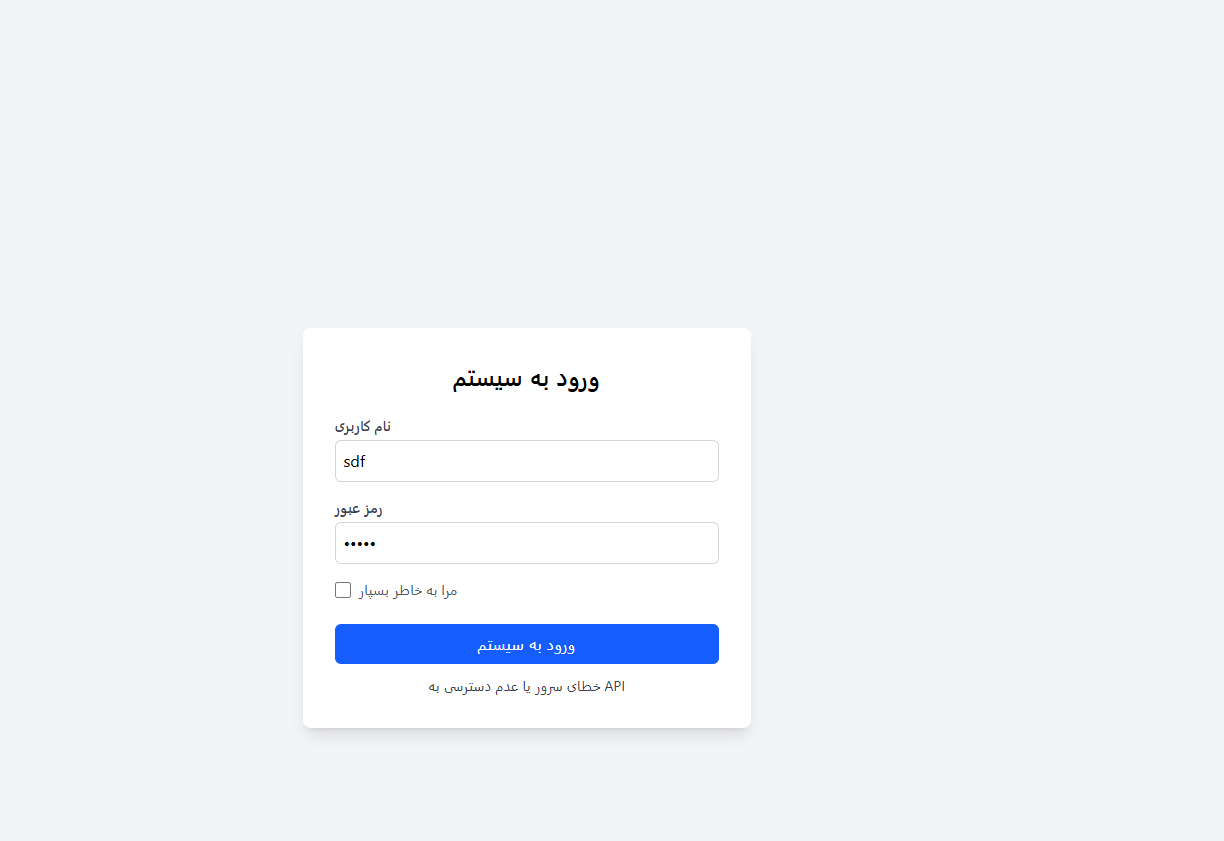 ورود به سیستم
نام کاربری
sdf
رمز عبور
•••••
مرا به خاطر بسپار
ورود به سیستم
خطای سرور یا عدم دسترسی به API